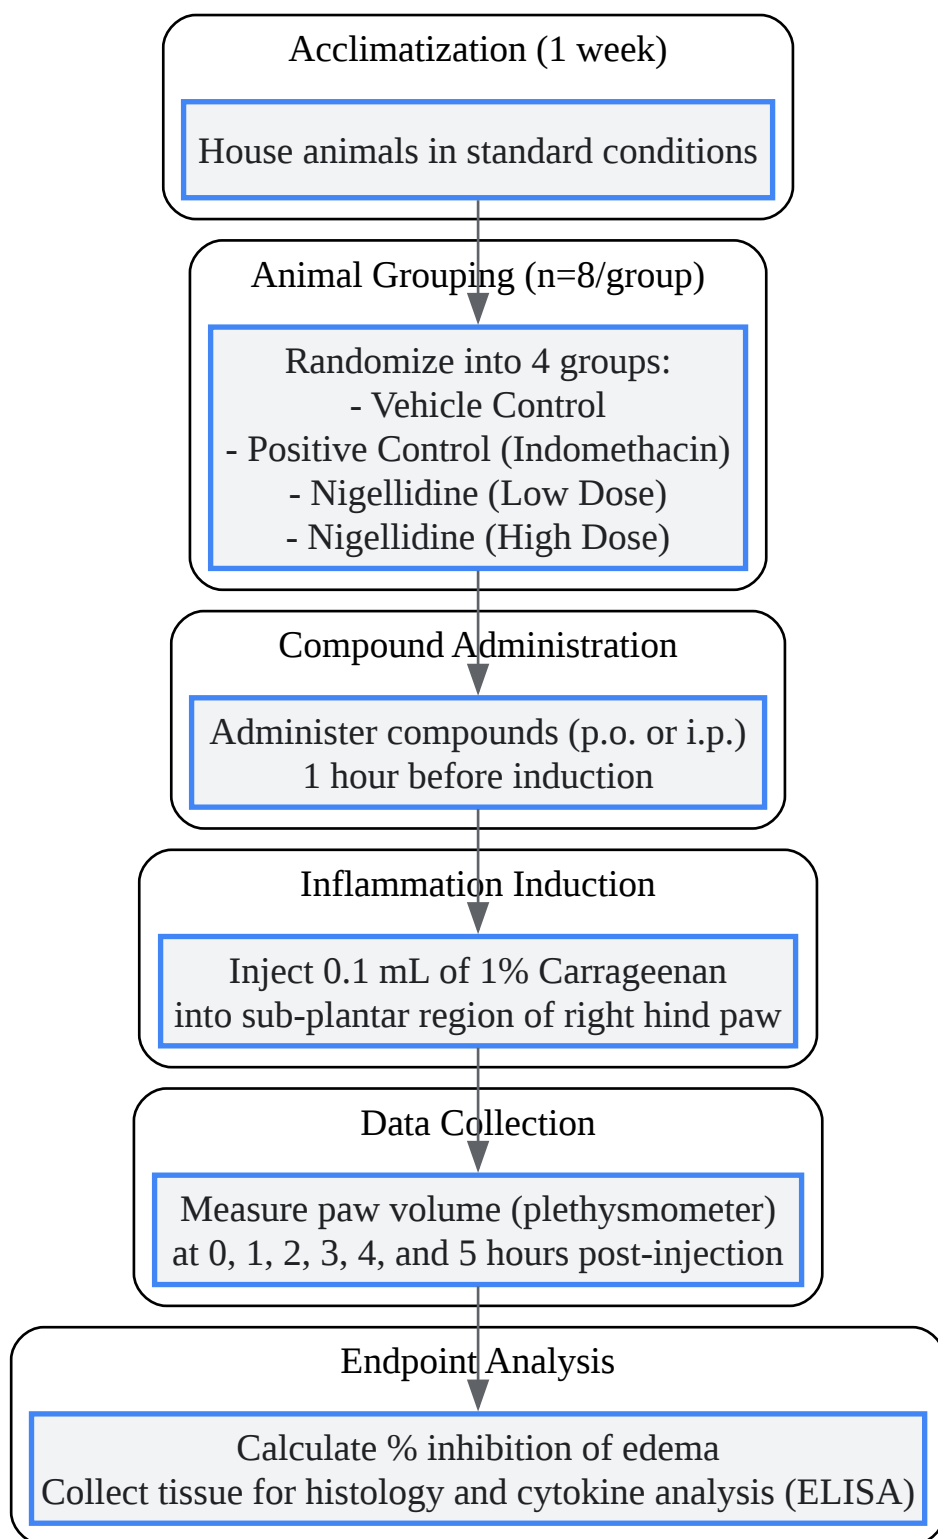 Acclimatization (1 week)
House animals in standard conditions
Animal Grouping (n=8/group)
Randomize into 4 groups:
- Vehicle Control
- Positive Control (Indomethacin)
- Nigellidine (Low Dose)
- Nigellidine (High Dose)
Compound Administration
Administer compounds (p.o. or i.p.)
1 hour before induction
Inflammation Induction
Inject 0.1 mL of 1% Carrageenan
into sub-plantar region of right hind paw
Data Collection
Measure paw volume (plethysmometer)
at 0, 1, 2, 3, 4, and 5 hours post-injection
Endpoint Analysis
Calculate % inhibition of edema
Collect tissue for histology and cytokine analysis (ELISA)